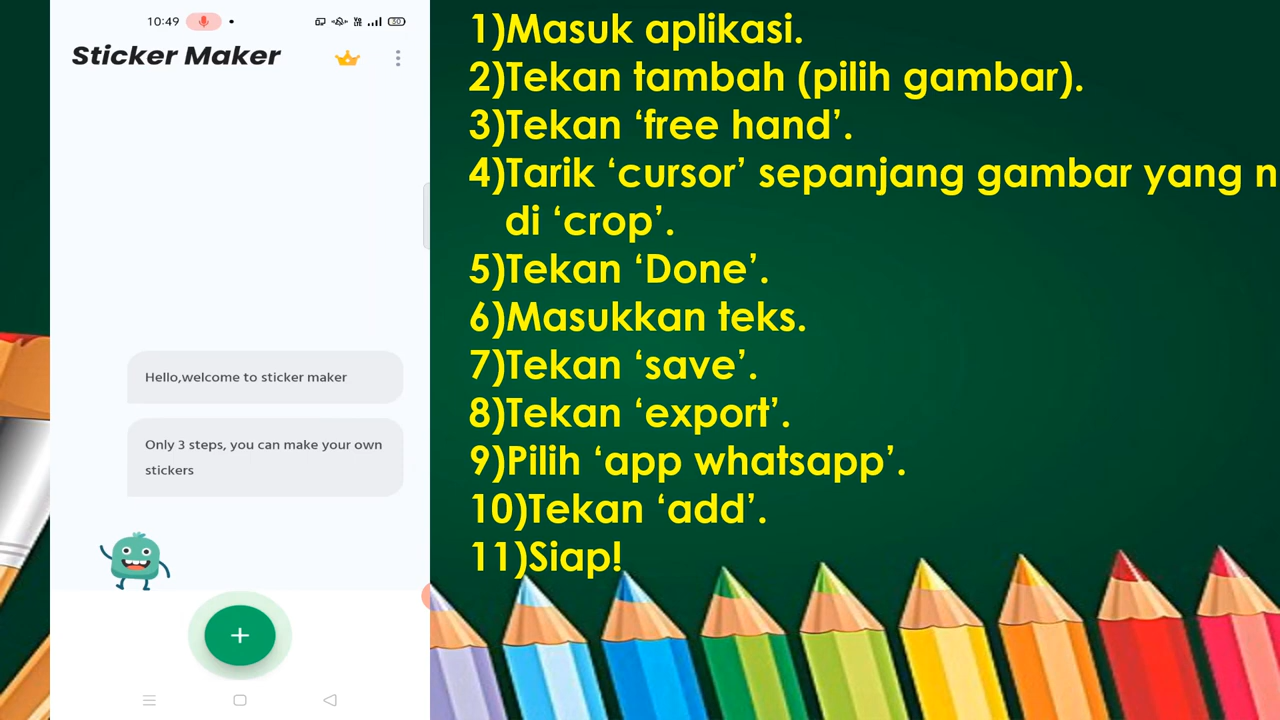 10:49
Sticker Maker
Hello,welcome to sticker maker
Only 3 steps, you can make your own
stickers
1)Masuk aplikasi.
2)Tekan tambah (pilih gambar).
3)Tekan ‘free hand’.
4)Tarik ‘cursor’ sepanjang gambar yang n
di ‘crop’.
5)Tekan ‘Done’.
6)Masukkan teks.
7)Tekan ‘save’.
8)Tekan ‘export’.
9)Pilih ‘app whatsapp’.
10)Tekan ‘add’.
11)Siap!